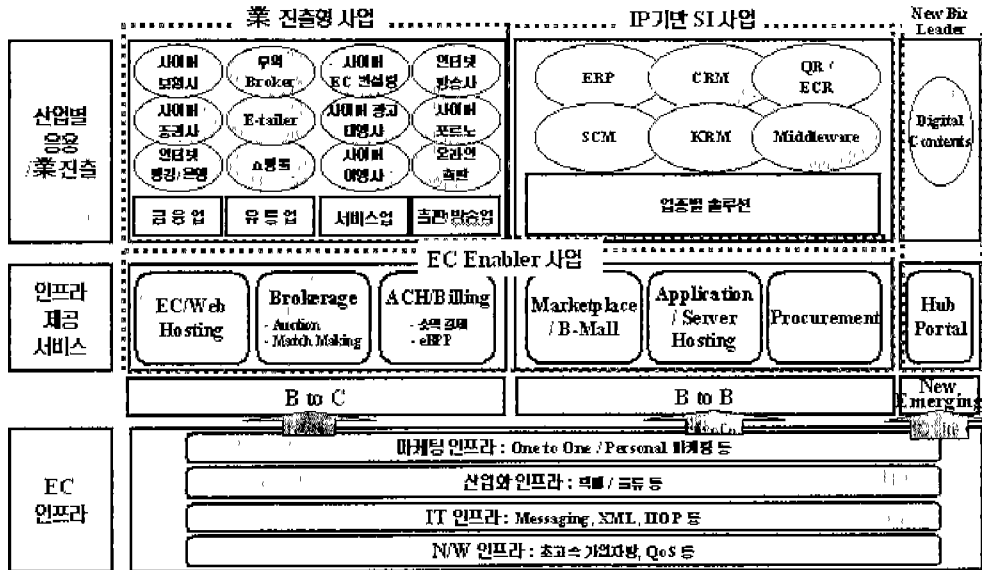 業 진출형 사업
IP기반 SI 사업
New Biz
Leader
산업별
응용
/業 진출
사이버
보험사
무역
Broker
사이버
EC 컨설팅
인터넷
방송사
사이버
증권사
E-tailer
사이버 광고
대행사
사이버
포르노
인터넷
뱅킹/은행
쇼핑몰
사이버
여행사
온라인
출판
금융업
유통업
서비스업
출판/방송업
ERP
CRM
QR /
ECR
SCM
KRM
Middleware
업종별 솔루션
Digital
Contents
EC Enabler 사업
인프라
제공
서비스
EC/Web
Hosting
Brokerage
- Auction
- Match Making
ACH/Billing
- 소액 결제
- eBPP
Marketplace
/ B-Mall
Application
/ Server
Hosting
Procurement
Hub
Portal
B to C
B to B
New
Emerging
EC
인프라
마케팅 인프라 : One to One / Personal 마케팅 등
산업화 인프라 : 택배 / 물류 등
IT 인프라 : Messaging, XML, IIOP 등
N/W 인프라 : 초고속 가입자망, QoS 등